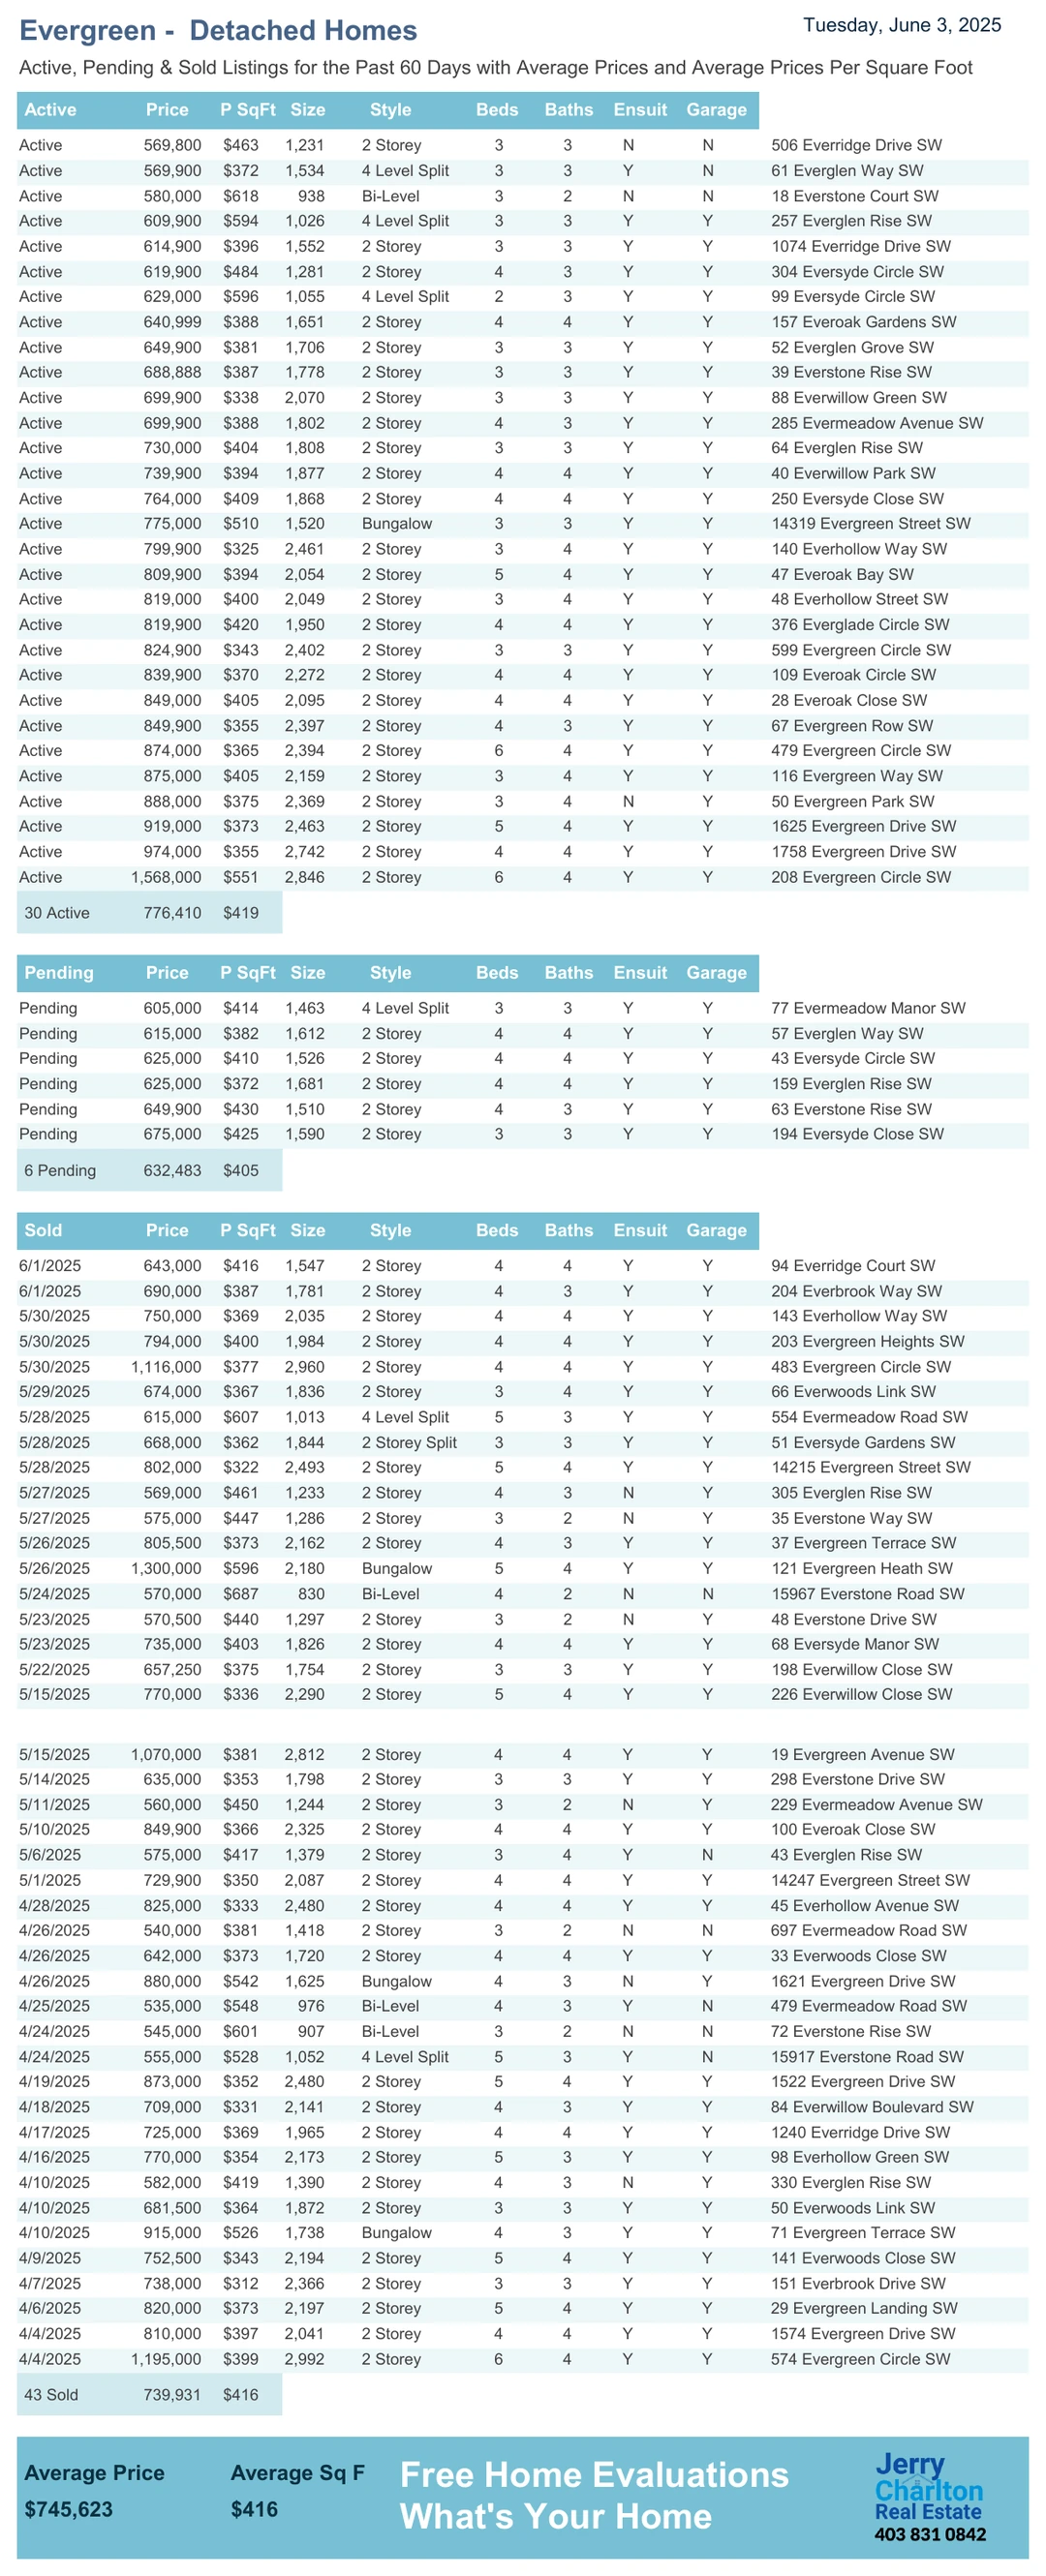 Evergreen - Detached Homes
Tuesday, June 3, 2025
Active, Pending & Sold Listings for the Past 60 Days with Average Prices and Average Prices Per Square Foot
Active Price P SqFt Size Style Beds Baths Ensuit Garage
Active 569,800 $463 1,231 2 Storey 3 3 N N 506 Everridge Drive SW
Active 569,900 $372 1,534 4 Level Split 3 3 Y N 61 Everglen Way SW
Active 580,000 $618 938 Bi-Level 3 2 N N 18 Everstone Court SW
Active 609,900 $594 1,026 4 Level Split 3 3 Y Y 257 Everglen Rise SW
Active 614,900 $396 1,552 2 Storey 3 3 Y Y 1074 Everridge Drive SW
Active 619,900 $484 1,281 2 Storey 4 3 Y Y 304 Eversyde Circle SW
Active 629,000 $596 1,055 4 Level Split 2 3 Y Y 99 Eversyde Circle SW
Active 640,999 $388 1,651 2 Storey 4 4 Y Y 157 Everoak Gardens SW
Active 649,900 $381 1,706 2 Storey 3 3 Y Y 52 Everglen Grove SW
Active 688,888 $387 1,778 2 Storey 3 3 Y Y 39 Everstone Rise SW
Active 699,900 $338 2,070 2 Storey 3 3 Y Y 88 Everwillow Green SW
Active 699,900 $388 1,802 2 Storey 4 3 Y Y 285 Evermeadow Avenue SW
Active 730,000 $404 1,808 2 Storey 3 3 Y Y 64 Everglen Rise SW
Active 739,900 $394 1,877 2 Storey 4 4 Y Y 40 Everwillow Park SW
Active 764,000 $409 1,868 2 Storey 4 4 Y Y 250 Eversyde Close SW
Active 775,000 $510 1,520 Bungalow 3 3 Y Y 14319 Evergreen Street SW
Active 799,900 $325 2,461 2 Storey 3 4 Y Y 140 Everhollow Way SW
Active 809,900 $394 2,054 2 Storey 5 4 Y Y 47 Everoak Bay SW
Active 819,000 $400 2,049 2 Storey 3 4 Y Y 48 Everhollow Street SW
Active 819,900 $420 1,950 2 Storey 4 4 Y Y 376 Everglade Circle SW
Active 824,900 $343 2,402 2 Storey 3 3 Y Y 599 Evergreen Circle SW
Active 839,900 $370 2,272 2 Storey 4 4 Y Y 109 Everoak Circle SW
Active 849,000 $405 2,095 2 Storey 4 4 Y Y 28 Everoak Close SW
Active 849,900 $355 2,397 2 Storey 4 3 Y Y 67 Evergreen Row SW
Active 874,000 $365 2,394 2 Storey 6 4 Y Y 479 Evergreen Circle SW
Active 875,000 $405 2,159 2 Storey 3 4 Y Y 116 Evergreen Way SW
Active 888,000 $375 2,369 2 Storey 3 4 N Y 50 Evergreen Park SW
Active 919,000 $373 2,463 2 Storey 5 4 Y Y 1625 Evergreen Drive SW
Active 974,000 $355 2,742 2 Storey 4 4 Y Y 1758 Evergreen Drive SW
Active 1,568,000 $551 2,846 2 Storey 6 4 Y Y 208 Evergreen Circle SW
30 Active 776,410 $419
Pending Price P SqFt Size Style Beds Baths Ensuit Garage
Pending 605,000 $414 1,463 4 Level Split 3 3 Y Y 77 Evermeadow Manor SW
Pending 615,000 $382 1,612 2 Storey 4 4 Y Y 57 Everglen Way SW
Pending 625,000 $410 1,526 2 Storey 4 4 Y Y 43 Eversyde Circle SW
Pending 625,000 $372 1,681 2 Storey 4 4 Y Y 159 Everglen Rise SW
Pending 649,900 $430 1,510 2 Storey 4 3 Y Y 63 Everstone Rise SW
Pending 675,000 $425 1,590 2 Storey 3 3 Y Y 194 Eversyde Close SW
6 Pending 632,483 $405
Sold Price P SqFt Size Style Beds Baths Ensuit Garage
6/1/2025 643,000 $416 1,547 2 Storey 4 4 Y Y 94 Everridge Court SW
6/1/2025 690,000 $387 1,781 2 Storey 4 3 Y Y 204 Everbrook Way SW
5/30/2025 750,000 $369 2,035 2 Storey 4 4 Y Y 143 Everhollow Way SW
5/30/2025 794,000 $400 1,984 2 Storey 4 4 Y Y 203 Evergreen Heights SW
5/30/2025 1,116,000 $377 2,960 2 Storey 4 4 Y Y 483 Evergreen Circle SW
5/29/2025 674,000 $367 1,836 2 Storey 3 4 Y Y 66 Everwoods Link SW
5/28/2025 615,000 $607 1,013 4 Level Split 5 3 Y Y 554 Evermeadow Road SW
5/28/2025 668,000 $362 1,844 2 Storey Split 3 3 Y Y 51 Eversyde Gardens SW
5/28/2025 802,000 $322 2,493 2 Storey 5 4 Y Y 14215 Evergreen Street SW
5/27/2025 569,000 $461 1,233 2 Storey 4 3 N Y 305 Everglen Rise SW
5/27/2025 575,000 $447 1,286 2 Storey 3 2 N Y 35 Everstone Way SW
5/26/2025 805,500 $373 2,162 2 Storey 4 3 Y Y 37 Evergreen Terrace SW
5/26/2025 1,300,000 $596 2,180 Bungalow 5 4 Y Y 121 Evergreen Heath SW
5/24/2025 570,000 $687 830 Bi-Level 4 2 N N 15967 Everstone Road SW
5/23/2025 570,500 $440 1,297 2 Storey 3 2 N Y 48 Everstone Drive SW
5/23/2025 735,000 $403 1,826 2 Storey 4 4 Y Y 68 Eversyde Manor SW
5/22/2025 657,250 $375 1,754 2 Storey 3 3 Y Y 198 Everwillow Close SW
5/15/2025 770,000 $336 2,290 2 Storey 5 4 Y Y 226 Everwillow Close SW
5/15/2025 1,070,000 $381 2,812 2 Storey 4 4 Y Y 19 Evergreen Avenue SW
5/14/2025 635,000 $353 1,798 2 Storey 3 3 Y Y 298 Everstone Drive SW
5/11/2025 560,000 $450 1,244 2 Storey 3 2 N Y 229 Evermeadow Avenue SW
5/10/2025 849,900 $366 2,325 2 Storey 4 4 Y Y 100 Everoak Close SW
5/6/2025 575,000 $417 1,379 2 Storey 3 4 Y N 43 Everglen Rise SW
5/1/2025 729,900 $350 2,087 2 Storey 4 4 Y Y 14247 Evergreen Street SW
4/28/2025 825,000 $333 2,480 2 Storey 4 4 Y Y 45 Everhollow Avenue SW
4/26/2025 540,000 $381 1,418 2 Storey 3 2 N N 697 Evermeadow Road SW
4/26/2025 642,000 $373 1,720 2 Storey 4 4 Y Y 33 Everwoods Close SW
4/26/2025 880,000 $542 1,625 Bungalow 4 3 N Y 1621 Evergreen Drive SW
4/25/2025 535,000 $548 976 Bi-Level 4 3 Y N 479 Evermeadow Road SW
4/24/2025 545,000 $601 907 Bi-Level 3 2 N N 72 Everstone Rise SW
4/24/2025 555,000 $528 1,052 4 Level Split 5 3 Y N 15917 Everstone Road SW
4/19/2025 873,000 $352 2,480 2 Storey 5 4 Y Y 1522 Evergreen Drive SW
4/18/2025 709,000 $331 2,141 2 Storey 4 3 Y Y 84 Everwillow Boulevard SW
4/17/2025 725,000 $369 1,965 2 Storey 4 4 Y Y 1240 Everridge Drive SW
4/16/2025 770,000 $354 2,173 2 Storey 5 3 Y Y 98 Everhollow Green SW
4/10/2025 582,000 $419 1,390 2 Storey 4 3 N Y 330 Everglen Rise SW
4/10/2025 681,500 $364 1,872 2 Storey 3 3 Y Y 50 Everwoods Link SW
4/10/2025 915,000 $526 1,738 Bungalow 4 3 Y Y 71 Evergreen Terrace SW
4/9/2025 752,500 $343 2,194 2 Storey 5 4 Y Y 141 Everwoods Close SW
4/7/2025 738,000 $312 2,366 2 Storey 3 3 Y Y 151 Everbrook Drive SW
4/6/2025 820,000 $373 2,197 2 Storey 5 4 Y Y 29 Evergreen Landing SW
4/4/2025 810,000 $397 2,041 2 Storey 4 4 Y Y 1574 Evergreen Drive SW
4/4/2025 1,195,000 $399 2,992 2 Storey 6 4 Y Y 574 Evergreen Circle SW
43 Sold 739,931 $416
Average Price Average Sq F
$745,623 $416
Free Home Evaluations
What's Your Home
Jerry
Charlton
Real Estate
403 831 0842